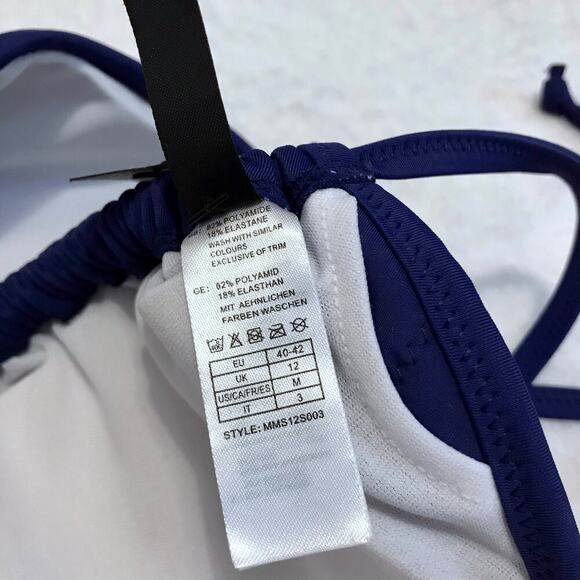 82% POLYAMIDE
18% ELASTANE
WASH WITH SIMILAR
COLOURS
EXCLUSIVE OF TRIM
GE: 82% POLYAMID
18% ELASTHAN
MIT AEHNLICHEN
FARBEN WASCHEN
EU 40-42
UK 12
US/CA/FR/ES M
IT 3
STYLE: MMS12S003